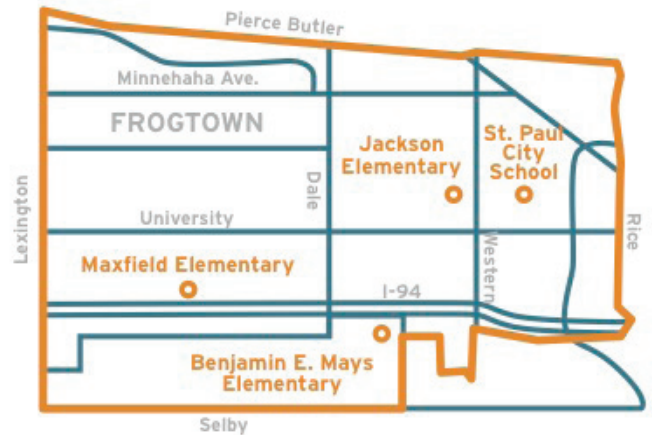 Pierce Butler
Minnehaha Ave.
FROGTOWN
Jackson
Elementary
St. Paul
City
School
Dale
Lexington
University
Western
Rice
Maxfield Elementary
I-94
Benjamin E. Mays
Elementary
Selby